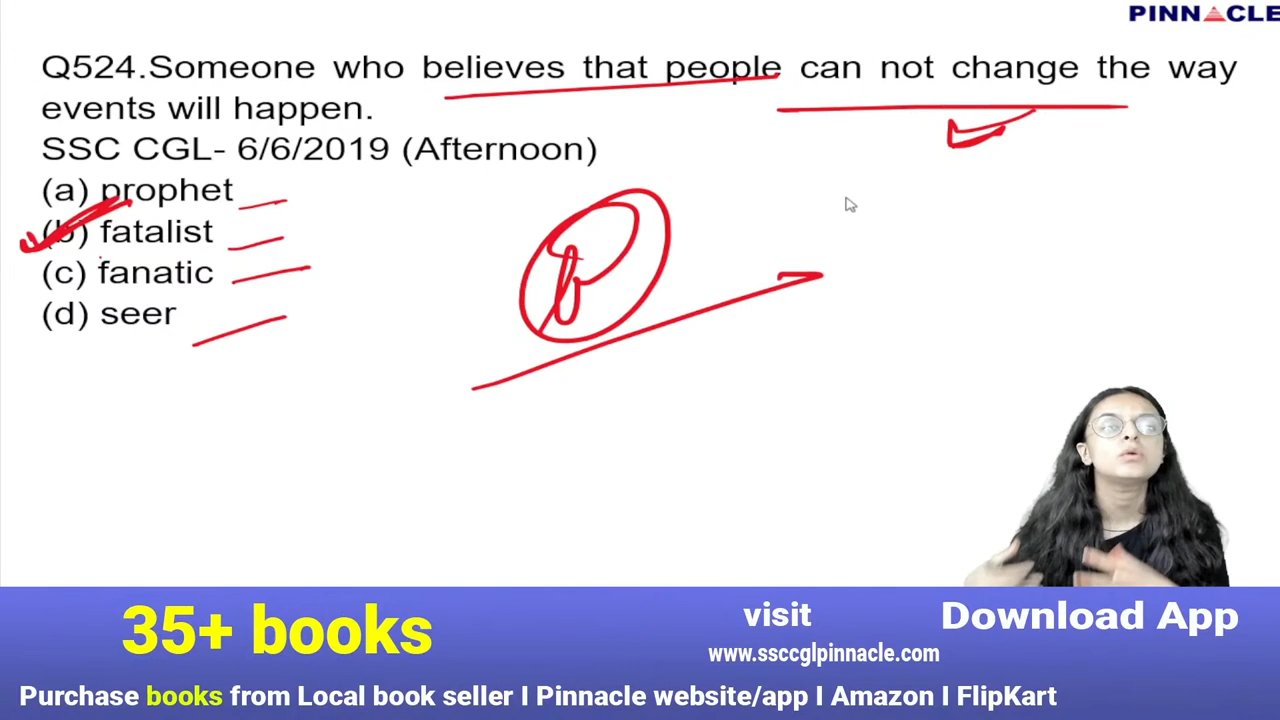 PINNACLE
Q524.Someone who believes that people can not change the way
events will happen.
SSC CGL- 6/6/2019 (Afternoon)
(a) prophet
(b) fatalist
(c) fanatic
(d) seer
b
35+ books
visit
www.ssccglpinnacle.com
Download App
Purchase books from Local book seller I Pinnacle website/app I Amazon I FlipKart